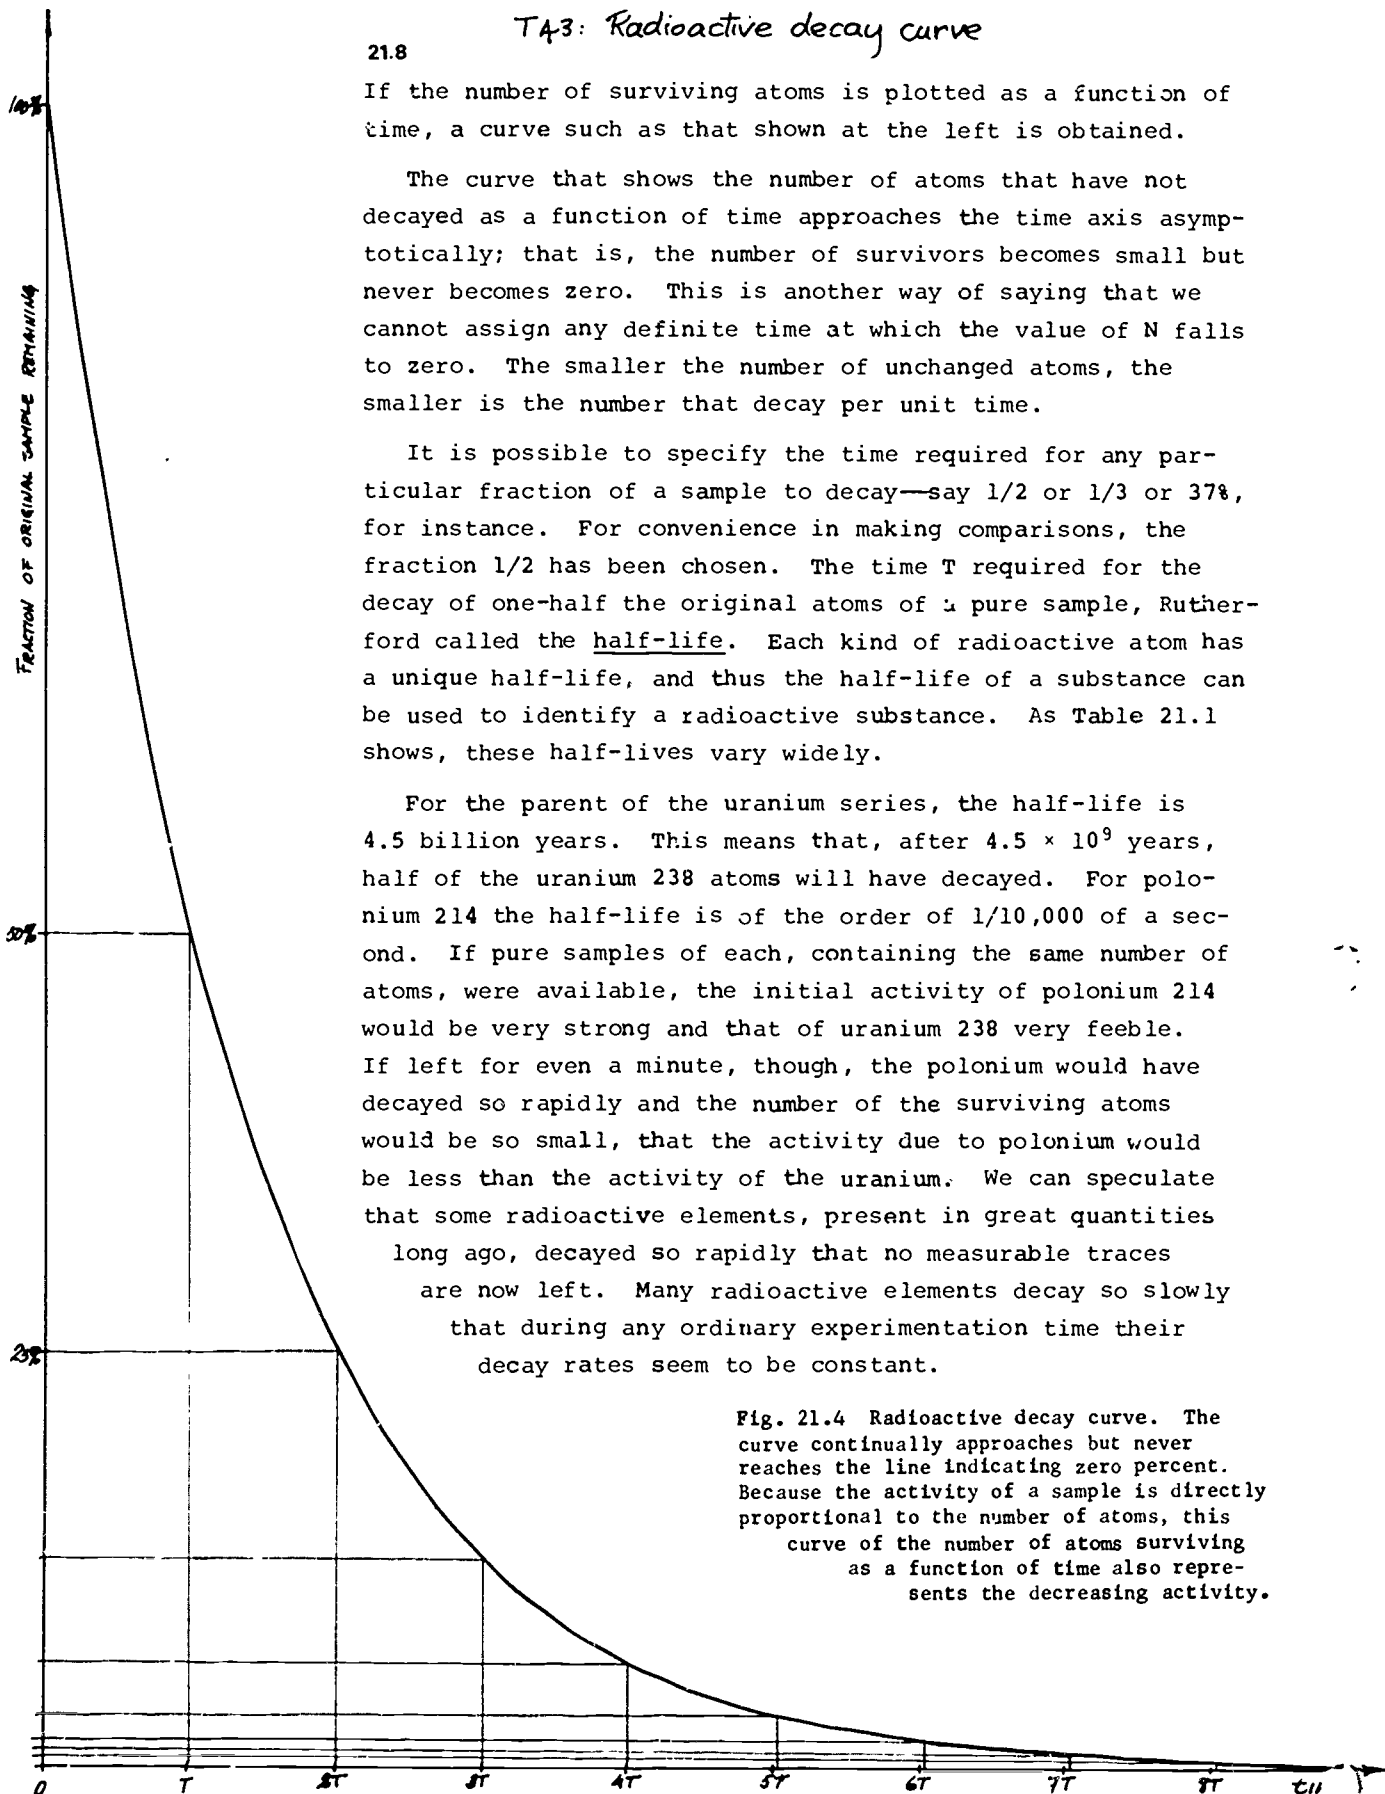 TA3: Radioactive decay curve
21.8
If the number of surviving atoms is plotted as a function of
time, a curve such as that shown at the left is obtained.
The curve that shows the number of atoms that have not
decayed as a function of time approaches the time axis asymp-
totically; that is, the number of survivors becomes small but
never becomes zero. This is another way of saying that we
cannot assign any definite time at which the value of N falls
to zero. The smaller the number of unchanged atoms, the
smaller is the number that decay per unit time.
It is possible to specify the time required for any par-
ticular fraction of a sample to decay—say 1/2 or 1/3 or 37%,
for instance. For convenience in making comparisons, the
fraction 1/2 has been chosen. The time T required for the
decay of one-half the original atoms of a pure sample, Ruther-
ford called the half-life. Each kind of radioactive atom has
a unique half-life, and thus the half-life of a substance can
be used to identify a radioactive substance. As Table 21.1
shows, these half-lives vary widely.
For the parent of the uranium series, the half-life is
4.5 billion years. This means that, after 4.5 × 10⁹ years,
half of the uranium 238 atoms will have decayed. For polo-
nium 214 the half-life is of the order of 1/10,000 of a sec-
ond. If pure samples of each, containing the same number of
atoms, were available, the initial activity of polonium 214
would be very strong and that of uranium 238 very feeble.
If left for even a minute, though, the polonium would have
decayed so rapidly and the number of the surviving atoms
would be so small, that the activity due to polonium would
be less than the activity of the uranium. We can speculate
that some radioactive elements, present in great quantities
long ago, decayed so rapidly that no measurable traces
are now left. Many radioactive elements decay so slowly
that during any ordinary experimentation time their
decay rates seem to be constant.
Fig. 21.4 Radioactive decay curve. The
curve continually approaches but never
reaches the line indicating zero percent.
Because the activity of a sample is directly
proportional to the number of atoms, this
curve of the number of atoms surviving
as a function of time also repre-
sents the decreasing activity.
FRACTION OF ORIGINAL SAMPLE REMAINING
100%
50%
25%
0 T 2T 3T 4T 5T 6T 7T 8T